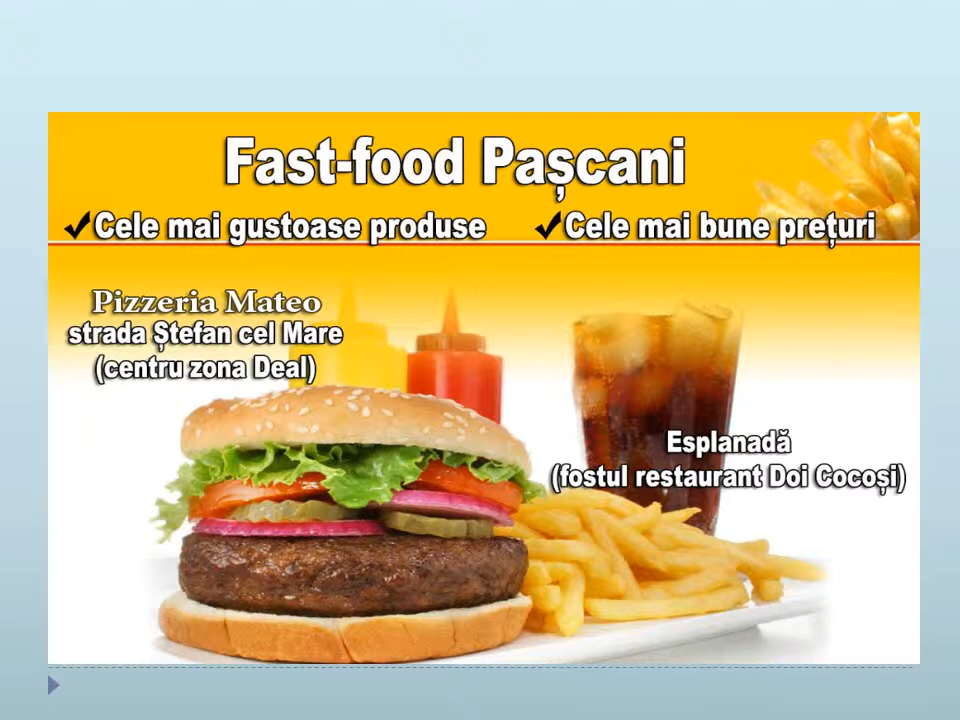 Fast-food Pașcani
Cele mai gustoase produse
Cele mai bune prețuri
Pizzeria Mateo
strada Ștefan cel Mare
(centru zona Deal)
Esplanadă
(fostul restaurant Doi Cocoși)